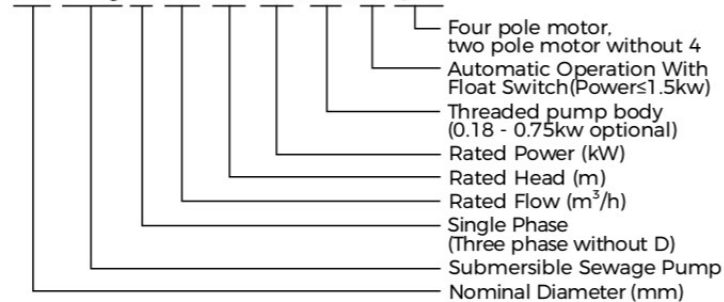 Four pole motor,
two pole motor without 4
Automatic Operation With
Float Switch(Power≤1.5kw)
Threaded pump body
(0.18 - 0.75kw optional)
Rated Power (kW)
Rated Head (m)
Rated Flow (m³/h)
Single Phase
(Three phase without D)
Submersible Sewage Pump
Nominal Diameter (mm)